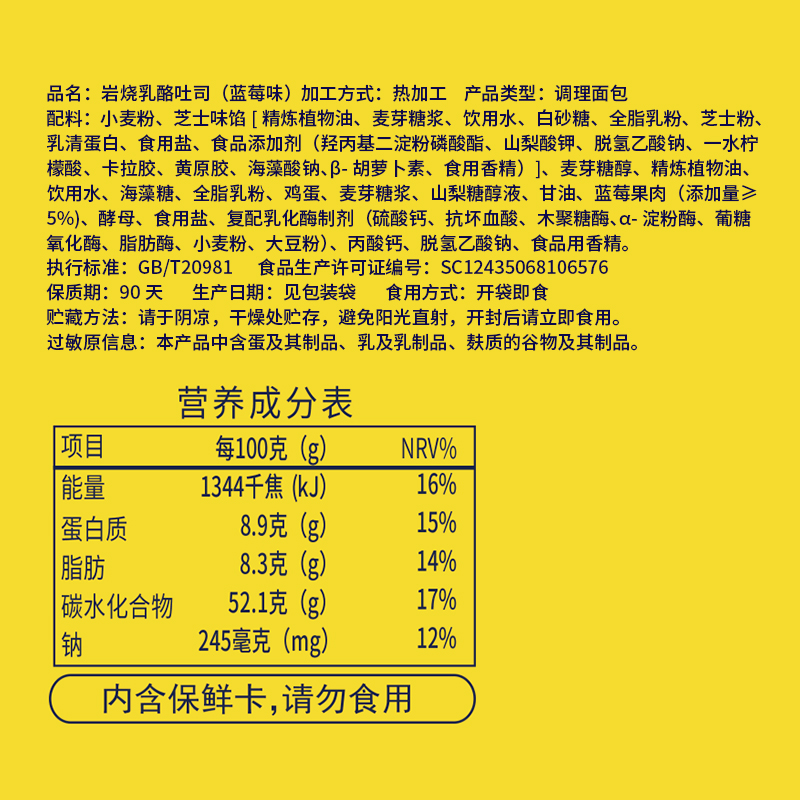 品名：岩烧乳酪吐司（蓝莓味）加工方式：热加工 产品类型：调理面包
配料：小麦粉、芝士味馅 [ 精炼植物油、麦芽糖浆、饮用水、白砂糖、全脂乳粉、芝士粉、
乳清蛋白、食用盐、食品添加剂（羟丙基二淀粉磷酸酯、山梨酸钾、脱氢乙酸钠、一水柠
檬酸、卡拉胶、黄原胶、海藻酸钠、β- 胡萝卜素、食用香精）]、麦芽糖醇、精炼植物油、
饮用水、海藻糖、全脂乳粉、鸡蛋、麦芽糖浆、山梨糖醇液、甘油、蓝莓果肉（添加量≥
5%)、酵母、食用盐、复配乳化酶制剂（硫酸钙、抗坏血酸、木聚糖酶、α- 淀粉酶、葡糖
氧化酶、脂肪酶、小麦粉、大豆粉）、丙酸钙、脱氢乙酸钠、食品用香精。
执行标准：GB/T20981 食品生产许可证编号：SC12435068106576
保质期：90 天 生产日期：见包装袋 食用方式：开袋即食
贮藏方法：请于阴凉，干燥处贮存，避免阳光直射，开封后请立即食用。
过敏原信息：本产品中含蛋及其制品、乳及乳制品、麸质的谷物及其制品。
营养成分表
项目 每100克（g） NRV%
能量 1344千焦 (kJ) 16%
蛋白质 8.9克（g） 15%
脂肪 8.3克（g） 14%
碳水化合物 52.1克（g） 17%
钠 245毫克（mg） 12%
内含保鲜卡,请勿食用